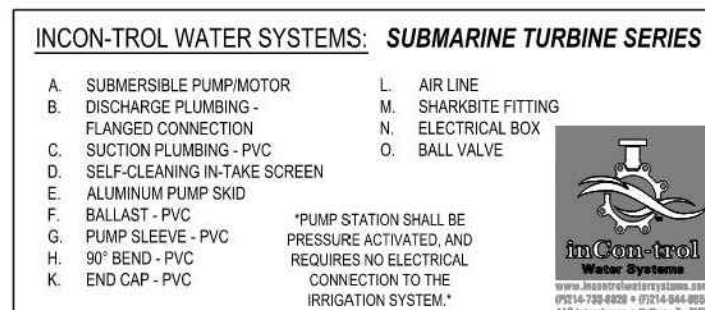 INCON-TROL WATER SYSTEMS: SUBMARINE TURBINE SERIES
A. SUBMERSIBLE PUMP/MOTOR
B. DISCHARGE PLUMBING -
FLANGED CONNECTION
C. SUCTION PLUMBING - PVC
D. SELF-CLEANING IN-TAKE SCREEN
E. ALUMINUM PUMP SKID
F. BALLAST - PVC
G. PUMP SLEEVE - PVC
H. 90° BEND - PVC
K. END CAP - PVC
L. AIR LINE
M. SHARKBITE FITTING
N. ELECTRICAL BOX
O. BALL VALVE
*PUMP STATION SHALL BE
PRESSURE ACTIVATED, AND
REQUIRES NO ELECTRICAL
CONNECTION TO THE
IRRIGATION SYSTEM.*
inCon-trol
Water Systems
www.incontrolwatersystems.com